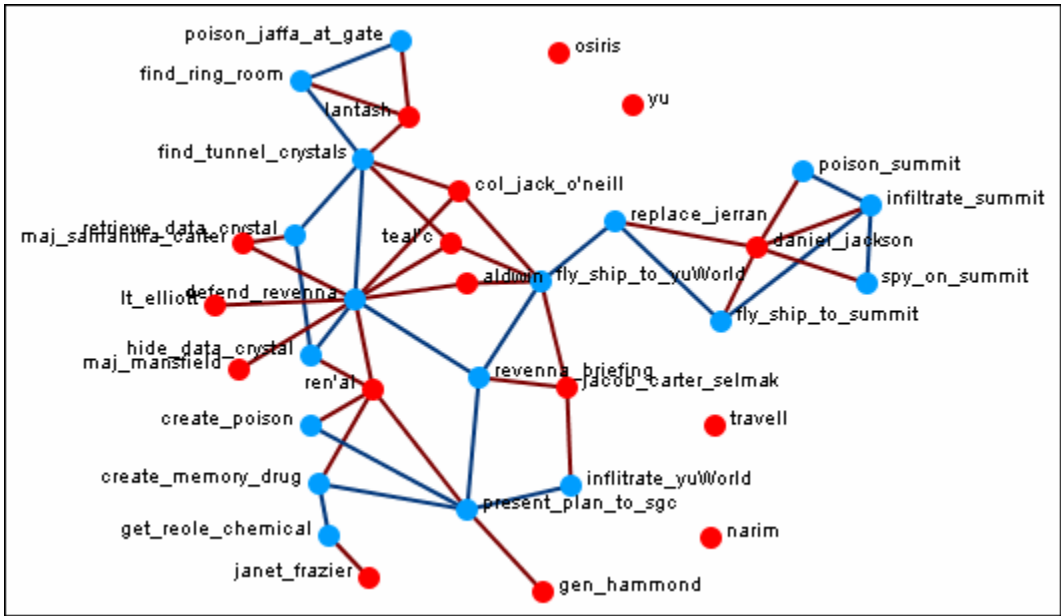 poison_jaffa_at_gate
osiris
find_ring_room
yu
lantash
find_tunnel_crystals
poison_summit
col_jack_o'neill
infiltrate_summit
replace_jerran
retrieve_data_crystal
maj_samantha_carter
teal'c
daniel_jackson
aldwin
fly_ship_to_yuWorld
spy_on_summit
lt_elliott
defend_revenna
fly_ship_to_summit
hide_data_crystal
maj_mansfield
revenna_briefing
ren'al
jacob_carter_selmak
create_poison
travell
create_memory_drug
inflitrate_yuWorld
present_plan_to_sgc
get_reole_chemical
narim
janet_frazier
gen_hammond